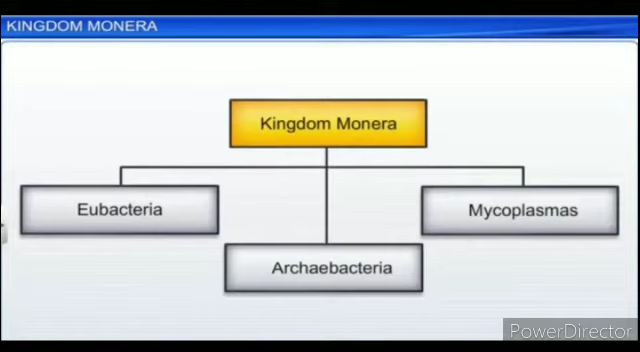 KINGDOM MONERA
Kingdom Monera
Eubacteria
Mycoplasmas
Archaebacteria
PowerDirector